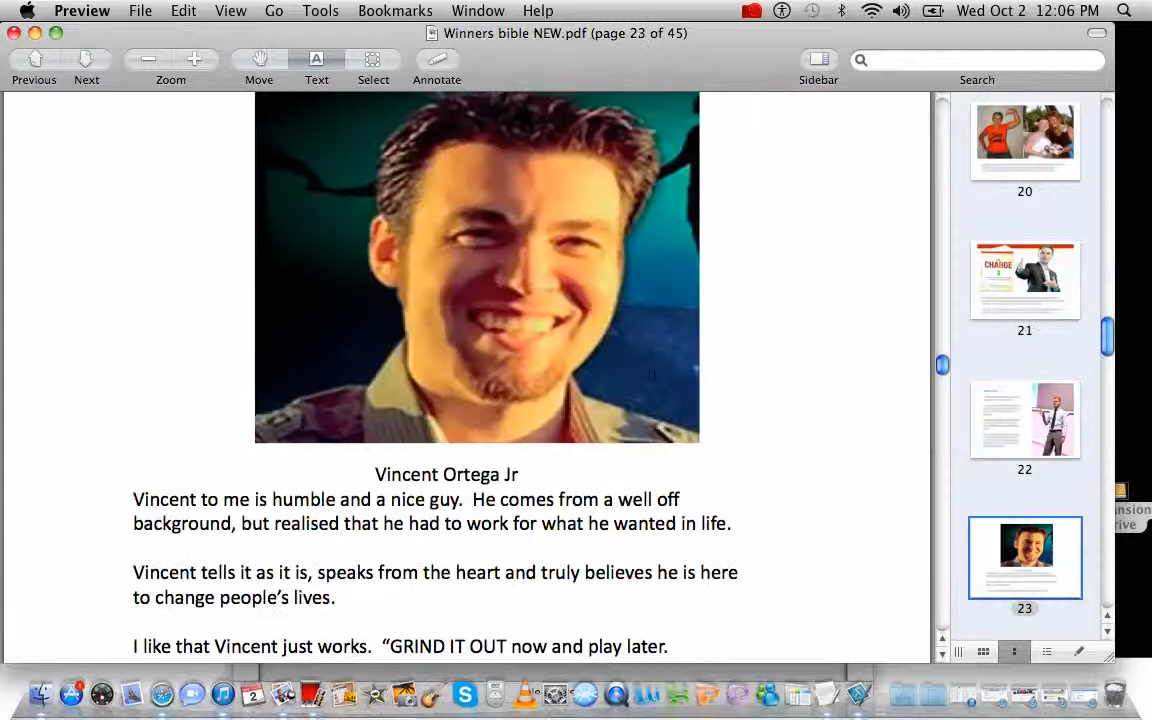 Preview File Edit View Go Tools Bookmarks Window Help Wed Oct 2 12:06 PM
Winners bible NEW.pdf (page 23 of 45)
Previous Next Zoom Move Text Select Annotate Sidebar Search
20
CHARGE
21
22
23
Vincent Ortega Jr
Vincent to me is humble and a nice guy. He comes from a well off
background, but realised that he had to work for what he wanted in life.
Vincent tells it as it is, speaks from the heart and truly believes he is here
to change people's lives.
I like that Vincent just works. “GRIND IT OUT now and play later.